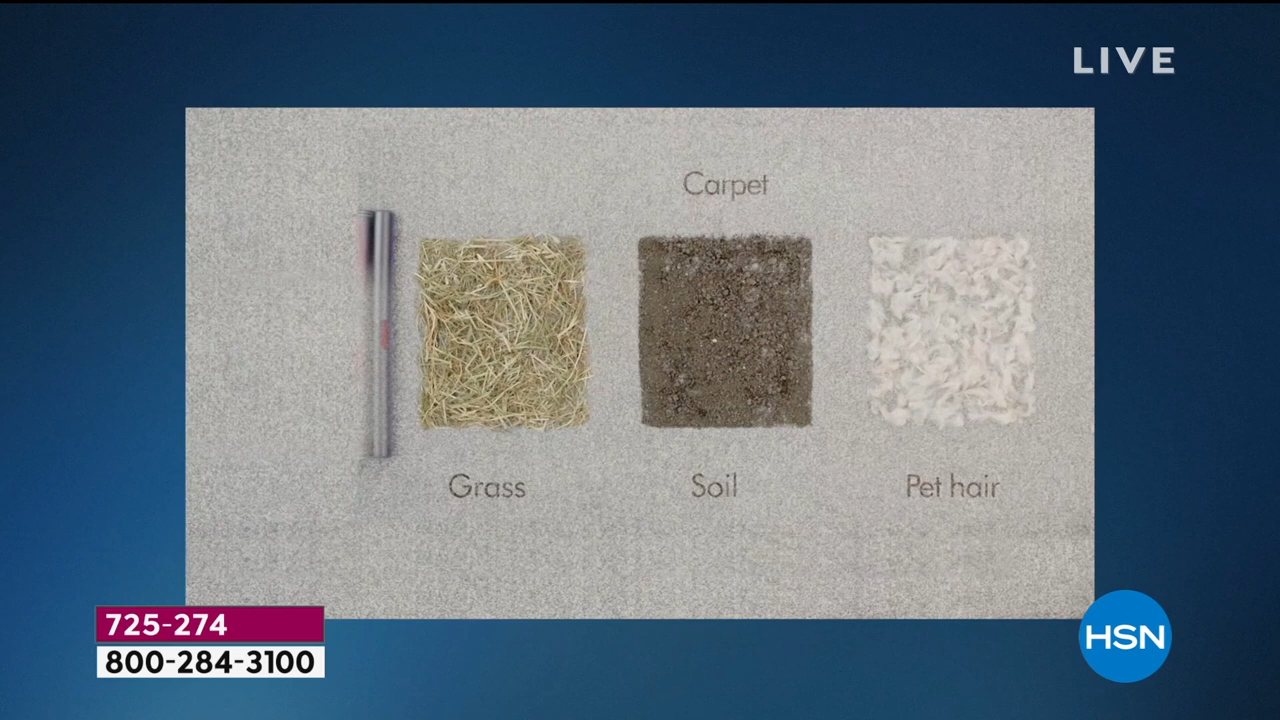 LIVE
Carpet
Grass
Soil
Pet hair
725-274
800-284-3100
HSN